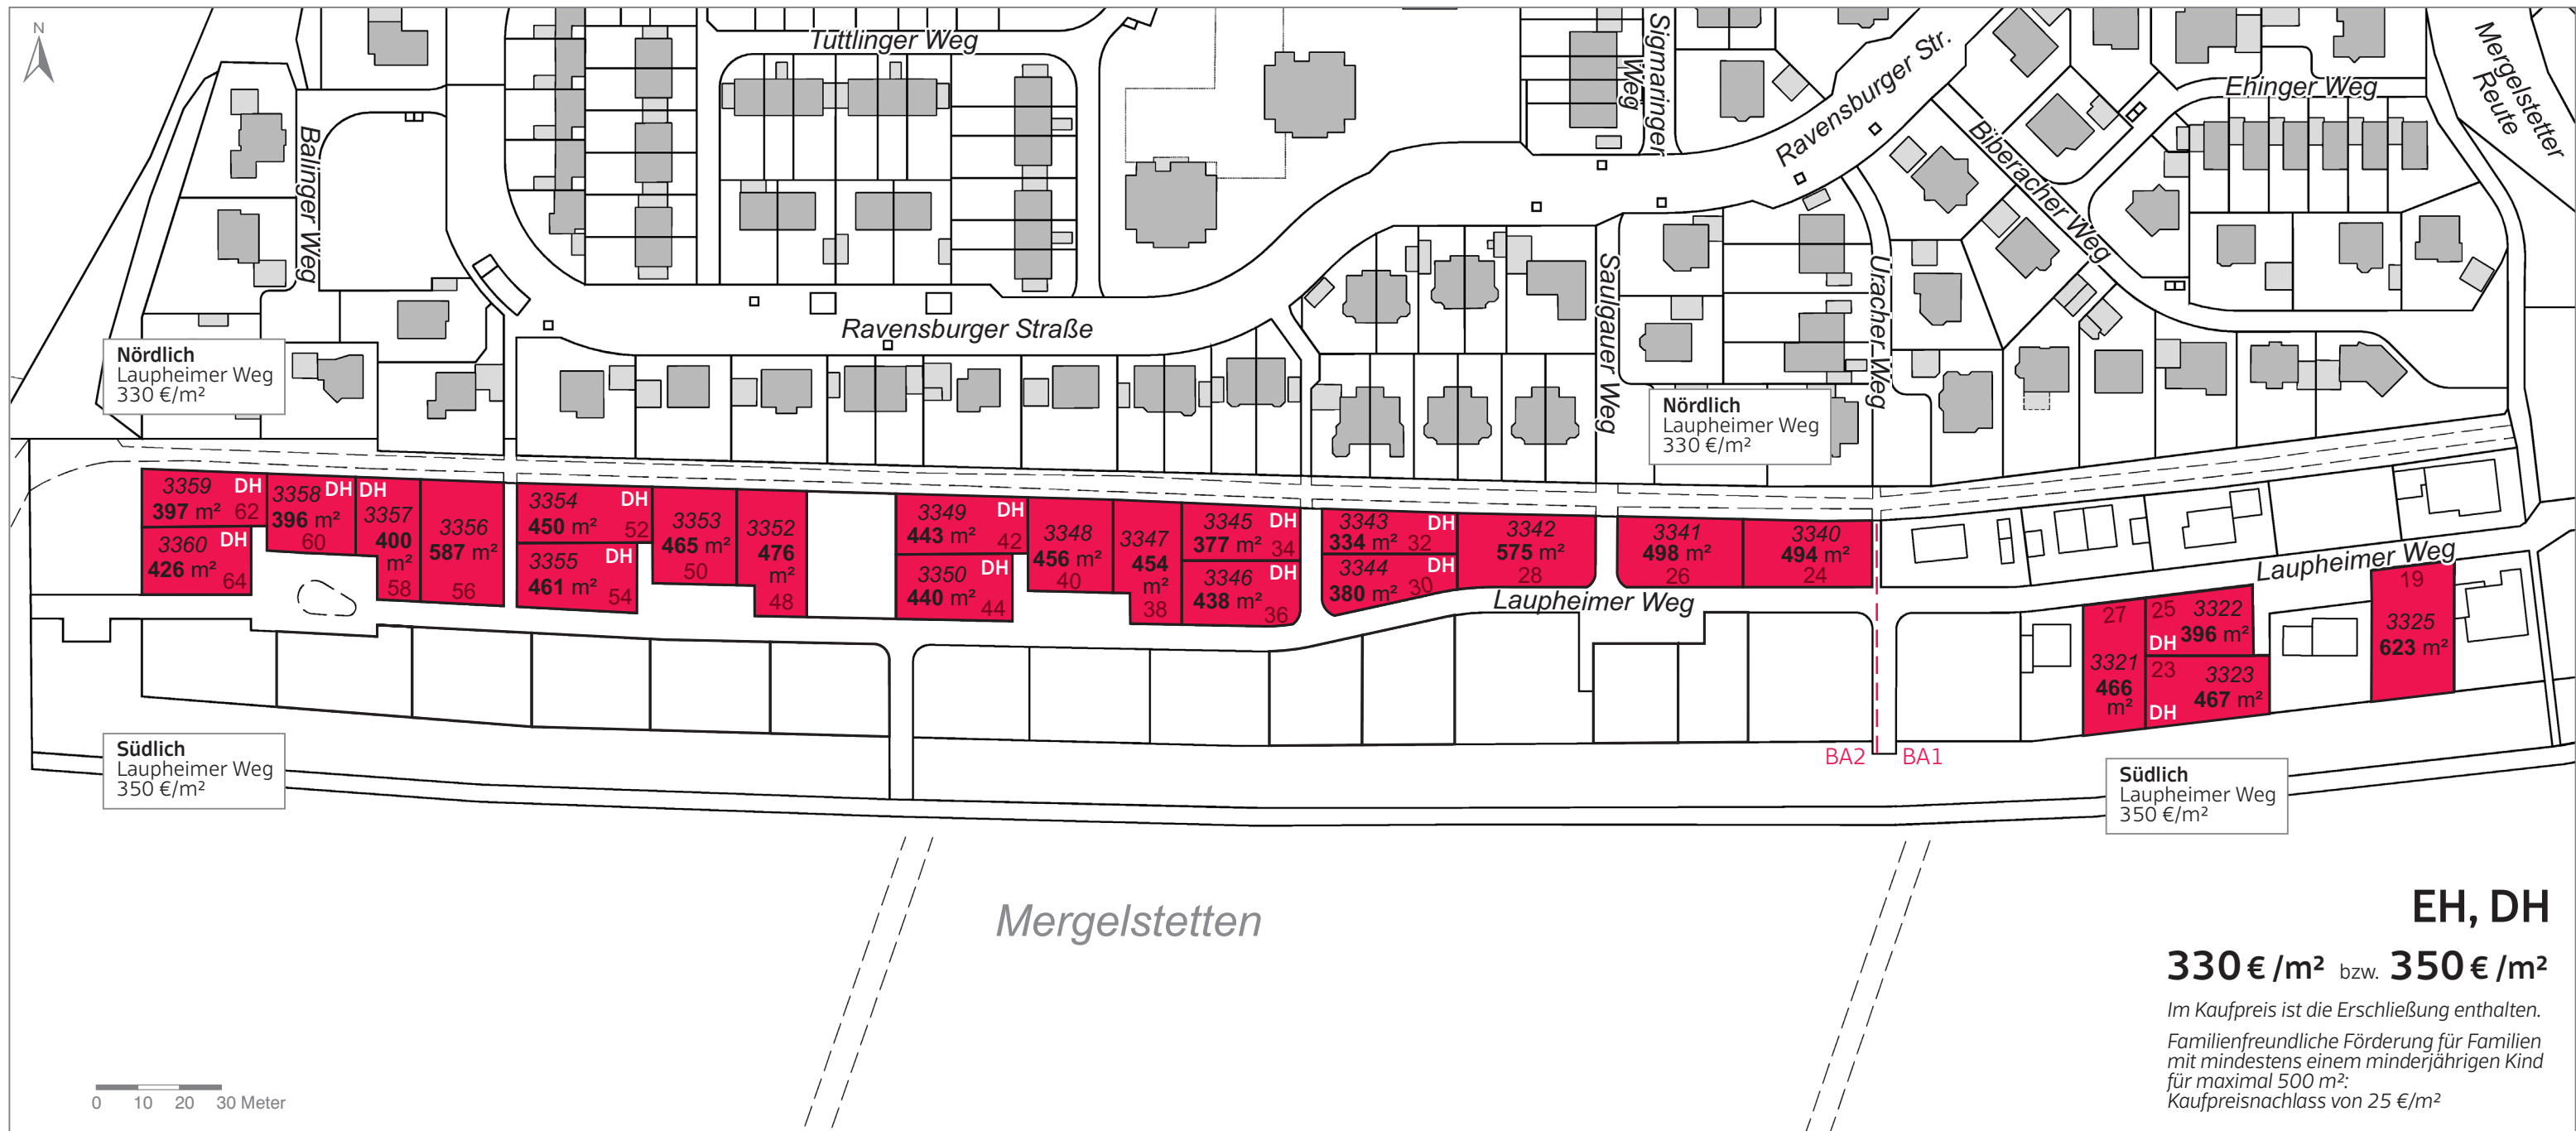 N
Tuttlinger Weg
Sigmaringer
Weg
Ravensburger Str.
Ehinger Weg
Mergelstetter
Reute
Balinger Weg
Biberacher Weg
Saulgauer Weg
Uracher Weg
Ravensburger Straße
Nördlich
Laupheimer Weg
330 €/m²
Nördlich
Laupheimer Weg
330 €/m²
3359 DH
397 m² 62
3360 DH
426 m² 64
3358 DH
396 m²
60
DH
3357
400
m²
58
3356
587 m²
56
3354 DH
450 m² 52
3355 DH
461 m² 54
3353
465 m²
50
3352
476
m²
48
3349 DH
443 m² 42
3350 DH
440 m² 44
3348
456 m²
40
3347
454
m²
38
3345 DH
377 m² 34
3346 DH
438 m² 36
3343 DH
334 m² 32
3344 DH
380 m² 30
3342
575 m²
28
3341
498 m²
26
3340
494 m²
24
Laupheimer Weg
Laupheimer Weg
27
3321
466
m²
25 3322
DH 396 m²
23 3323
DH 467 m²
19
3325
623 m²
BA2 BA1
Südlich
Laupheimer Weg
350 €/m²
Südlich
Laupheimer Weg
350 €/m²
Mergelstetten
EH, DH
330 € /m² bzw. 350 € /m²
Im Kaufpreis ist die Erschließung enthalten.
Familienfreundliche Förderung für Familien
mit mindestens einem minderjährigen Kind
für maximal 500 m²:
Kaufpreisnachlass von 25 €/m²
0 10 20 30 Meter